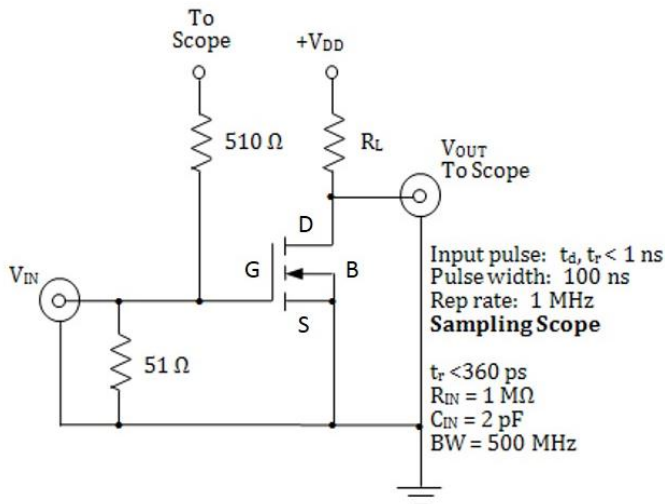 To
Scope
+VDD
510 Ω
RL
VOUT
To Scope
D
G
B
S
VIN
51 Ω
Input pulse: td, tr< 1 ns
Pulse width: 100 ns
Rep rate: 1 MHz
Sampling Scope
tr <360 ps
RIN = 1 MΩ
CIN = 2 pF
BW = 500 MHz